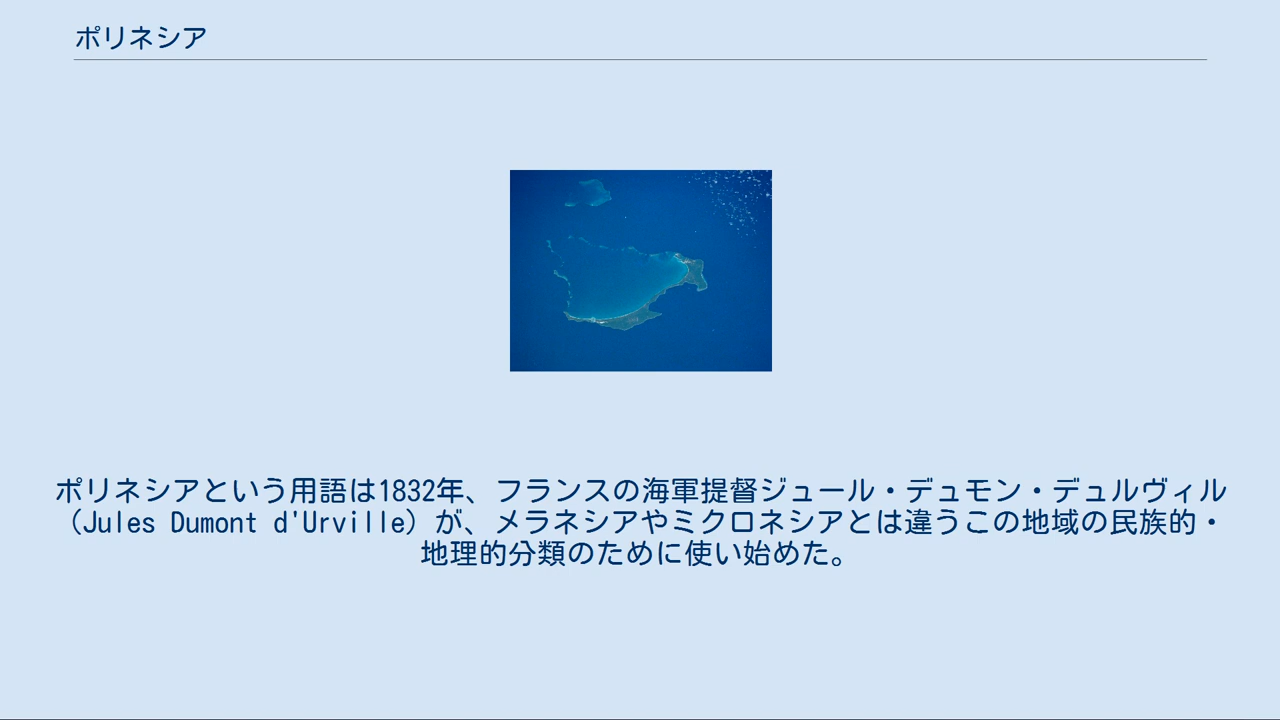 ポリネシア
ポリネシアという用語は1832年、フランスの海軍提督ジュール・デュモン・デュルヴィル
（Jules Dumont d'Urville）が、メラネシアやミクロネシアとは違うこの地域の民族的・
地理的分類のために使い始めた。